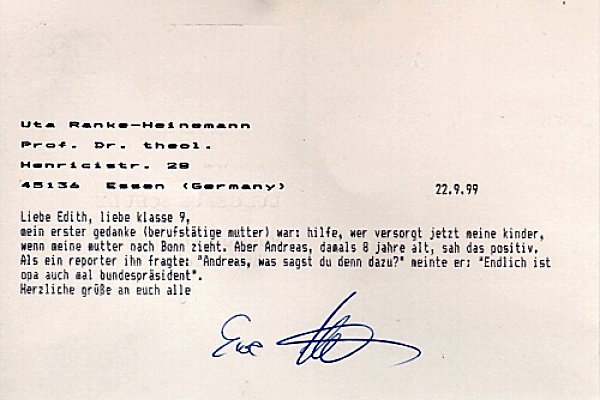 Uta Ranke-Heinemann
Prof. Dr. theol.
Henricistr. 28
45136 Essen (Germany)
22.9.99
Liebe Edith, liebe klasse 9,
mein erster gedanke (berufstätige mutter) war: hilfe, wer versorgt jetzt meine kinder,
wenn meine mutter nach Bonn zieht. Aber Andreas, damals 8 jahre alt, sah das positiv.
Als ein reporter ihn fragte: "Andreas, was sagst du denn dazu?" meinte er: "Endlich ist
opa auch mal bundespräsident".
Herzliche grüße an euch alle